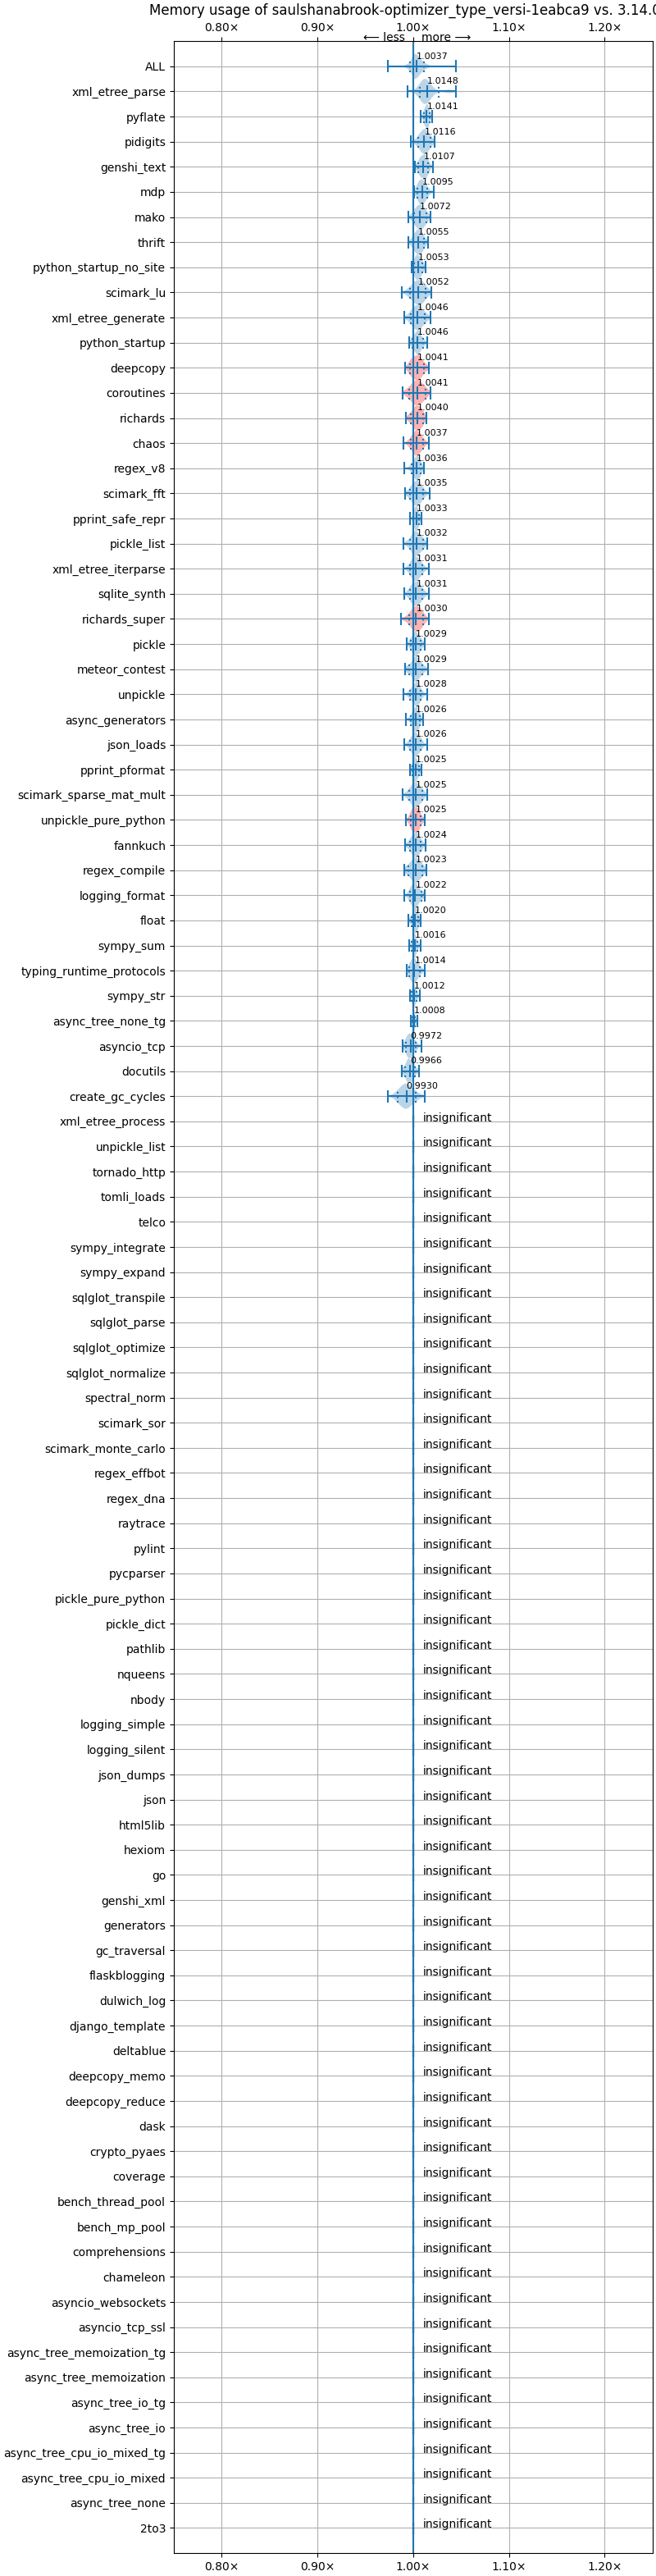 Memory usage of saulshanabrook-optimizer_type_versi-1eabca9 vs. 3.14.0
0.80× 0.90× 1.00× 1.10× 1.20×
⟵ less more ⟶
ALL 1.0037
xml_etree_parse 1.0148
pyflate 1.0141
pidigits 1.0116
genshi_text 1.0107
mdp 1.0095
mako 1.0072
thrift 1.0055
python_startup_no_site 1.0053
scimark_lu 1.0052
xml_etree_generate 1.0046
python_startup 1.0046
deepcopy 1.0041
coroutines 1.0041
richards 1.0040
chaos 1.0037
regex_v8 1.0036
scimark_fft 1.0035
pprint_safe_repr 1.0033
pickle_list 1.0032
xml_etree_iterparse 1.0031
sqlite_synth 1.0031
richards_super 1.0030
pickle 1.0029
meteor_contest 1.0029
unpickle 1.0028
async_generators 1.0026
json_loads 1.0026
pprint_pformat 1.0025
scimark_sparse_mat_mult 1.0025
unpickle_pure_python 1.0025
fannkuch 1.0024
regex_compile 1.0023
logging_format 1.0022
float 1.0020
sympy_sum 1.0016
typing_runtime_protocols 1.0014
sympy_str 1.0012
async_tree_none_tg 1.0008
asyncio_tcp 0.9972
docutils 0.9966
create_gc_cycles 0.9930
xml_etree_process insignificant
unpickle_list insignificant
tornado_http insignificant
tomli_loads insignificant
telco insignificant
sympy_integrate insignificant
sympy_expand insignificant
sqlglot_transpile insignificant
sqlglot_parse insignificant
sqlglot_optimize insignificant
sqlglot_normalize insignificant
spectral_norm insignificant
scimark_sor insignificant
scimark_monte_carlo insignificant
regex_effbot insignificant
regex_dna insignificant
raytrace insignificant
pylint insignificant
pycparser insignificant
pickle_pure_python insignificant
pickle_dict insignificant
pathlib insignificant
nqueens insignificant
nbody insignificant
logging_simple insignificant
logging_silent insignificant
json_dumps insignificant
json insignificant
html5lib insignificant
hexiom insignificant
go insignificant
genshi_xml insignificant
generators insignificant
gc_traversal insignificant
flaskblogging insignificant
dulwich_log insignificant
django_template insignificant
deltablue insignificant
deepcopy_memo insignificant
deepcopy_reduce insignificant
dask insignificant
crypto_pyaes insignificant
coverage insignificant
bench_thread_pool insignificant
bench_mp_pool insignificant
comprehensions insignificant
chameleon insignificant
asyncio_websockets insignificant
asyncio_tcp_ssl insignificant
async_tree_memoization_tg insignificant
async_tree_memoization insignificant
async_tree_io_tg insignificant
async_tree_io insignificant
async_tree_cpu_io_mixed_tg insignificant
async_tree_cpu_io_mixed insignificant
async_tree_none insignificant
2to3 insignificant
0.80× 0.90× 1.00× 1.10× 1.20×